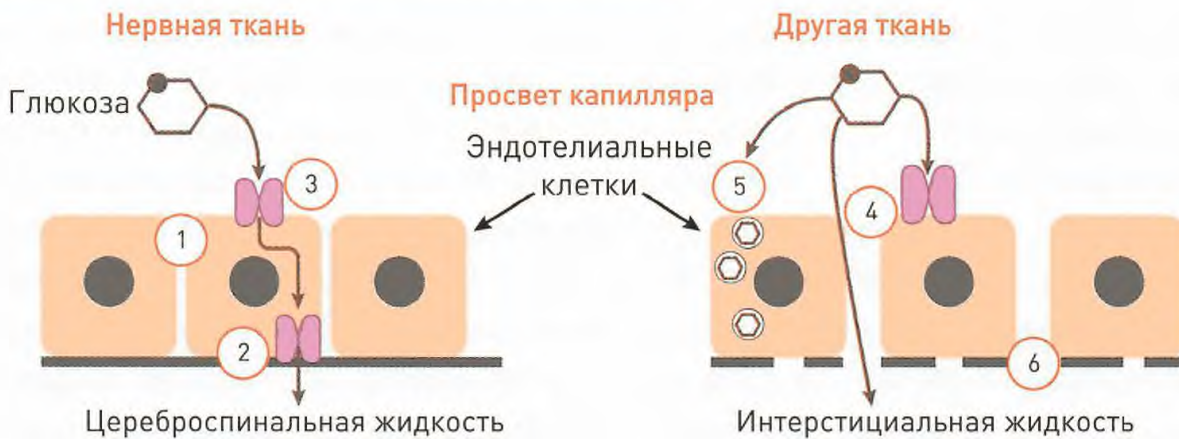 Нервная ткань
Другая ткань
Глюкоза
Просвет капилляра
Эндотелиальные
клетки
3
5
4
1
2
6
Цереброспинальная жидкость
Интерстициальная жидкость